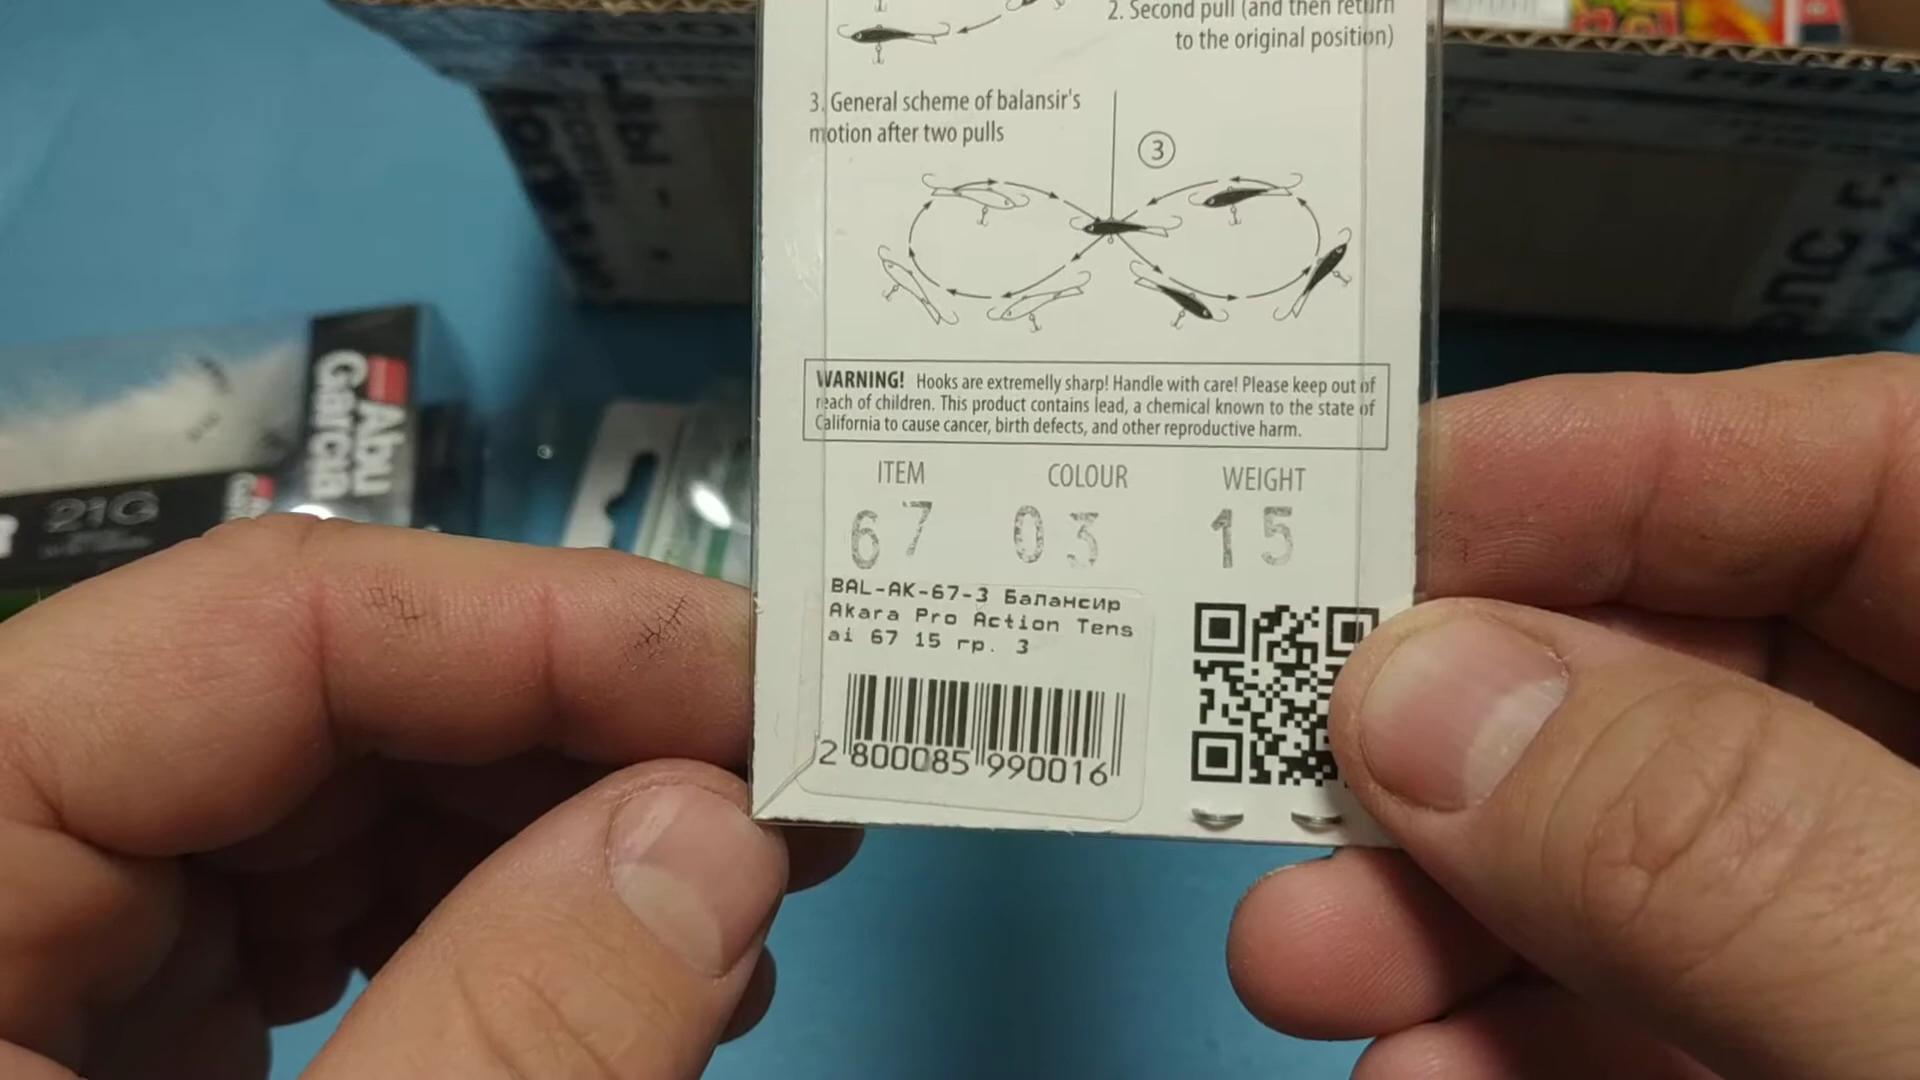 2. Second pull (and then return
to the original position)
3. General scheme of balansir's
motion after two pulls
3
WARNING! Hooks are extremelly sharp! Handle with care! Please keep out of
reach of children. This product contains lead, a chemical known to the state of
California to cause cancer, birth defects, and other reproductive harm.
ITEM COLOUR WEIGHT
67 03 15
BAL-AK-67-3 Балансир
Akara Pro Action Tens
ai 67 15 гр. 3
2 800085 990016
Abu
Garcia
21G